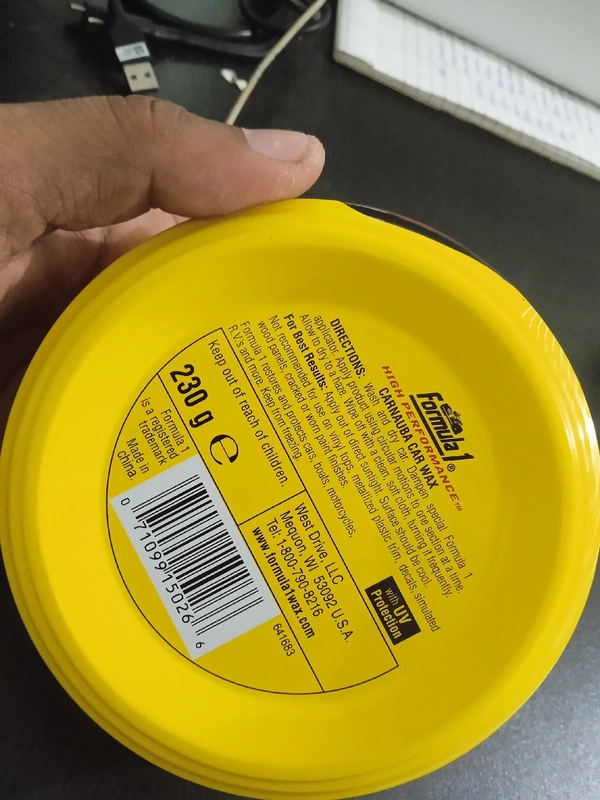 Formula 1®
HIGH PERFORMANCE™
CARNAUBA CAR WAX
DIRECTIONS: Wash and dry car. Dampen special Formula 1
applicator. Apply product using circular motions to one section at a time.
Allow to dry to a haze. Wipe off with a clean, soft cloth, turning it frequently.
For Best Results: Apply out of direct sunlight. Surface should be cool.
Not recommended for use on vinyl tops, metalized plastic trim, decals, simulated
wood panels, cracked or worn paint finishes.
Formula 1 restores and protects cars, boats, motorcycles,
R.V's and more. Keep from freezing.
with UV
Protection
Keep out of reach of children.
230 g e
Formula 1
is a registered
trademark
Made in
China.
West Drive, LLC
Mequon, WI 53092 U.S.A.
Tel: 1-800-790-8216
www.formula1wax.com
641683
0 7109915026 6